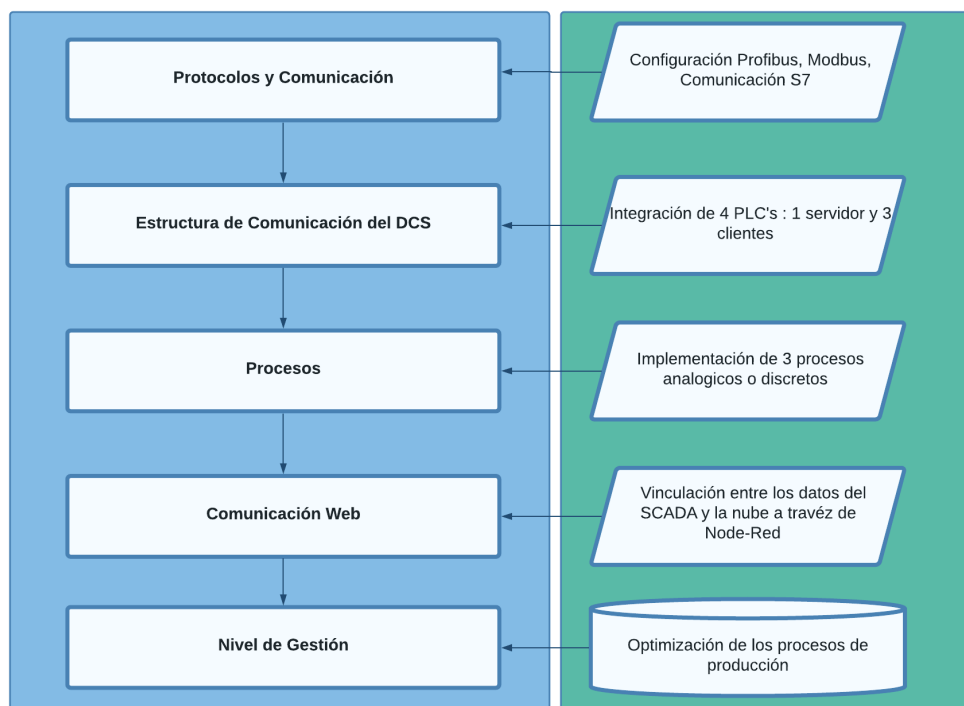 Protocolos y Comunicación
Configuración Profibus, Modbus,
Comunicación S7
Estructura de Comunicación del DCS
Integración de 4 PLC's : 1 servidor y 3
clientes
Procesos
Implementación de 3 procesos
analogicos o discretos
Comunicación Web
Vinculación entre los datos del
SCADA y la nube a travéz de
Node-Red
Nivel de Gestión
Optimización de los procesos de
producción